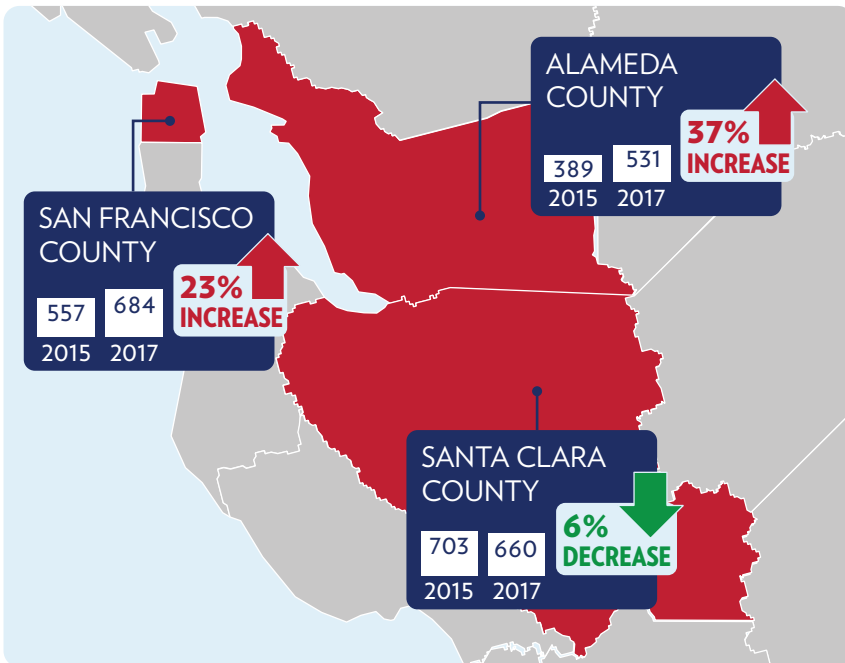 ALAMEDA
COUNTY
389 531
2015 2017
37%
INCREASE
SAN FRANCISCO
COUNTY
557 684
2015 2017
23%
INCREASE
SANTA CLARA
COUNTY
703 660
2015 2017
6%
DECREASE